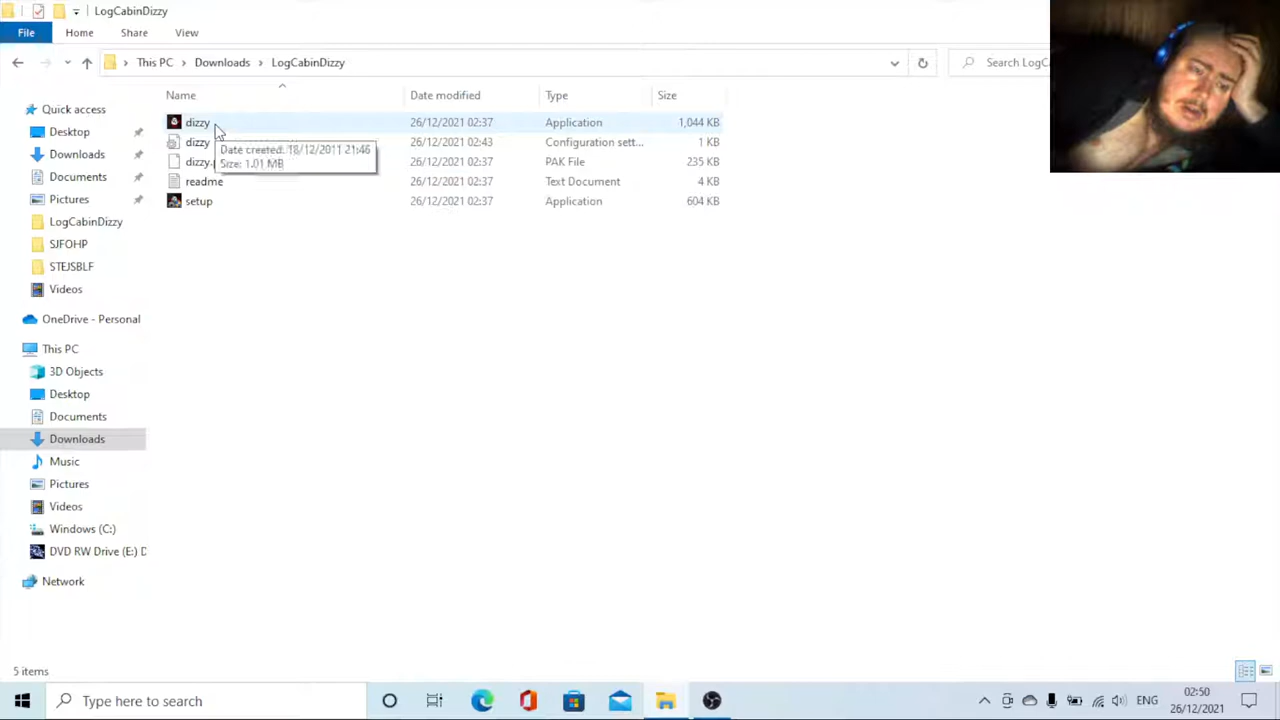 LogCabinDizzy
File Home Share View
This PC Downloads LogCabinDizzy Search LogC
Name Date modified Type Size
dizzy 26/12/2021 02:37 Application 1,044 KB
dizzy 26/12/2021 02:43 Configuration sett... 1 KB
dizzy. 26/12/2021 02:37 PAK File 235 KB
readme 26/12/2021 02:37 Text Document 4 KB
setup 26/12/2021 02:37 Application 604 KB
Date created: 18/12/2011 21:46
Size: 1.01 MB
Quick access
Desktop
Downloads
Documents
Pictures
LogCabinDizzy
SJFOHP
STEJSBLF
Videos
OneDrive - Personal
This PC
3D Objects
Desktop
Documents
Downloads
Music
Pictures
Videos
Windows (C:)
DVD RW Drive (E:) D
Network
5 items
Type here to search
ENG
02:50
26/12/2021